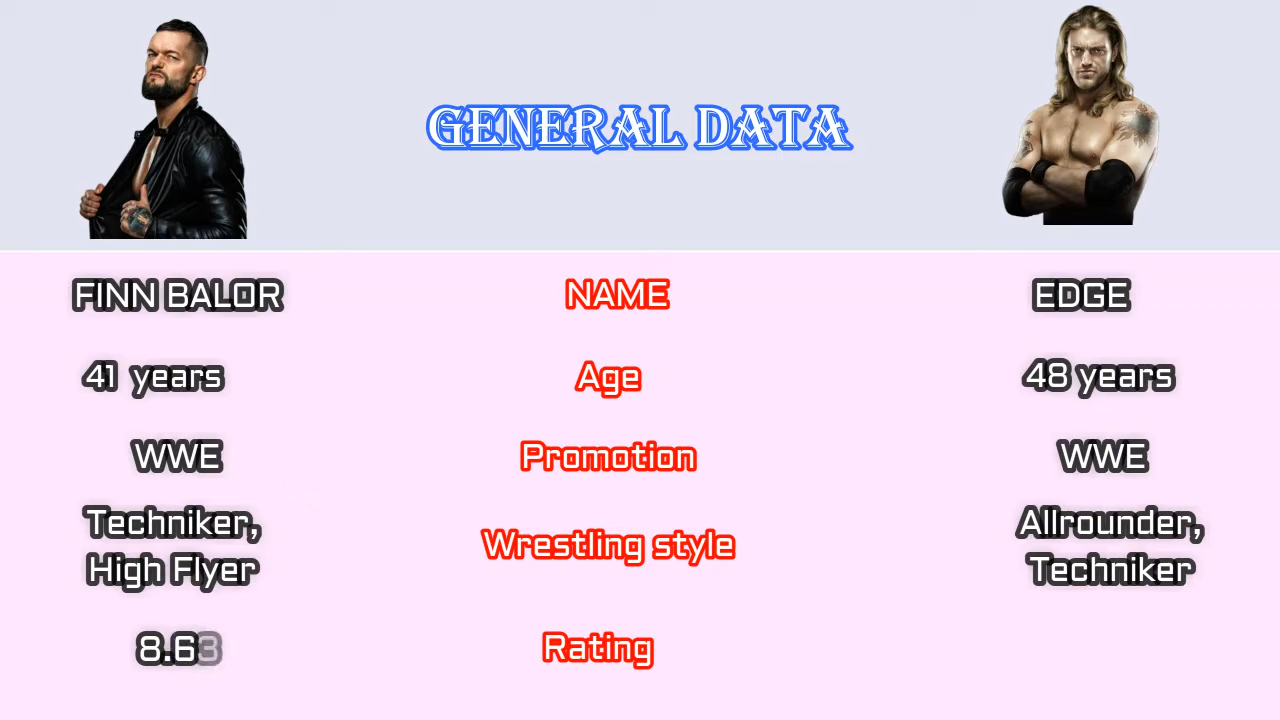 GENERAL DATA
FINN BALOR NAME EDGE
41 years Age 48 years
WWE Promotion WWE
Techniker,
High Flyer
Wrestling style
Allrounder,
Techniker
8.63 Rating